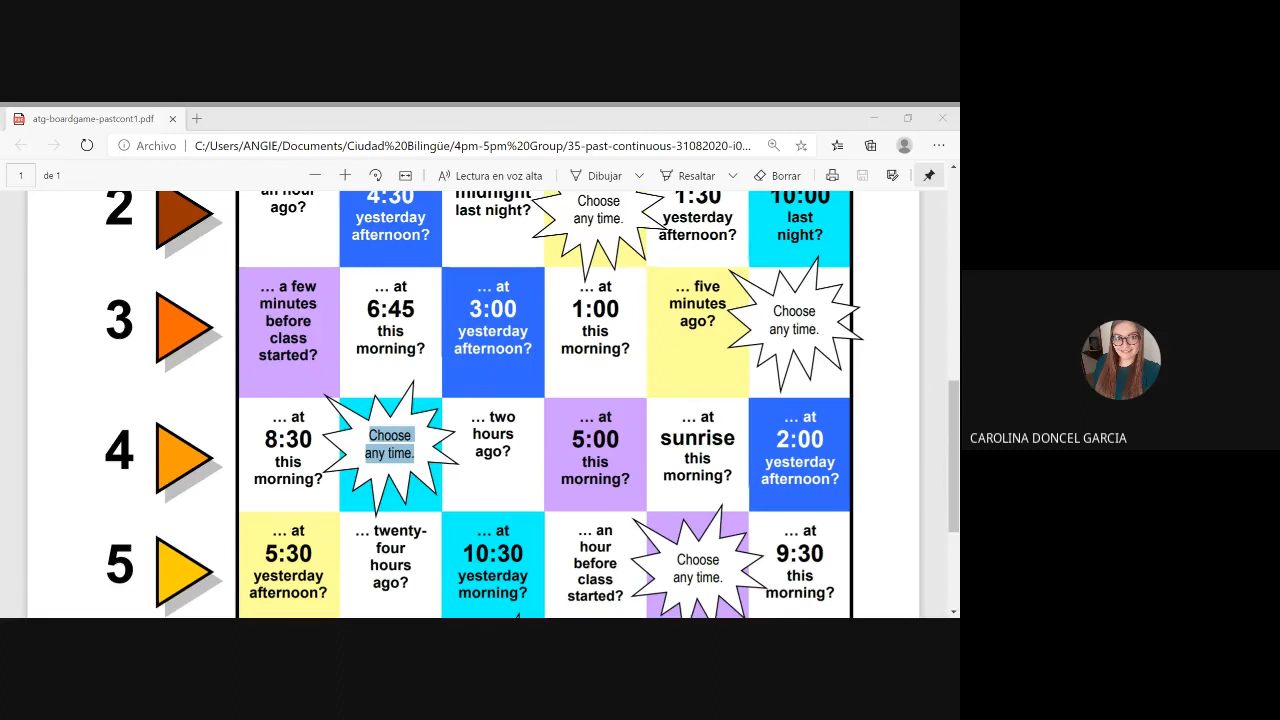 atg-boardgame-pastcont1.pdf
Archivo C:/Users/ANGIE/Documents/Ciudad%20Bilingüe/4pm-5pm%20Group/35-past-continuous-31082020-i0...
1 de 1 Lectura en voz alta Dibujar Resaltar Borrar
2
an hour
ago?
4:30
yesterday
afternoon?
midnight
last night?
Choose
any time.
1:30
yesterday
afternoon?
10:00
last
night?
3
... a few
minutes
before
class
started?
... at
6:45
this
morning?
... at
3:00
yesterday
afternoon?
... at
1:00
this
morning?
... five
minutes
ago?
Choose
any time.
4
... at
8:30
this
morning?
Choose
any time.
... two
hours
ago?
... at
5:00
this
morning?
... at
sunrise
this
morning?
... at
2:00
yesterday
afternoon?
5
... at
5:30
yesterday
afternoon?
... twenty-
four
hours
ago?
... at
10:30
yesterday
morning?
... an
hour
before
class
started?
Choose
any time.
... at
9:30
this
morning?
CAROLINA DONCEL GARCIA